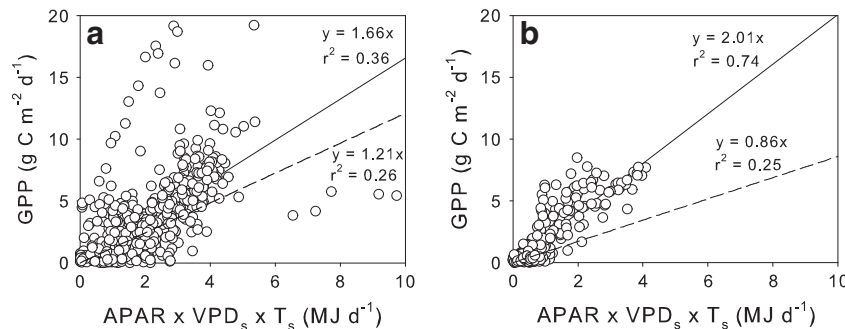 a
y = 1.66x
r² = 0.36
y = 1.21x
r² = 0.26
20
15
10
5
0
GPP (g C m⁻² d⁻¹)
0 2 4 6 8 10
APAR x VPDₛ x Tₛ (MJ d⁻¹)
b
y = 2.01x
r² = 0.74
y = 0.86x
r² = 0.25
20
15
10
5
0
GPP (g C m⁻² d⁻¹)
0 2 4 6 8 10
APAR x VPDₛ x Tₛ (MJ d⁻¹)